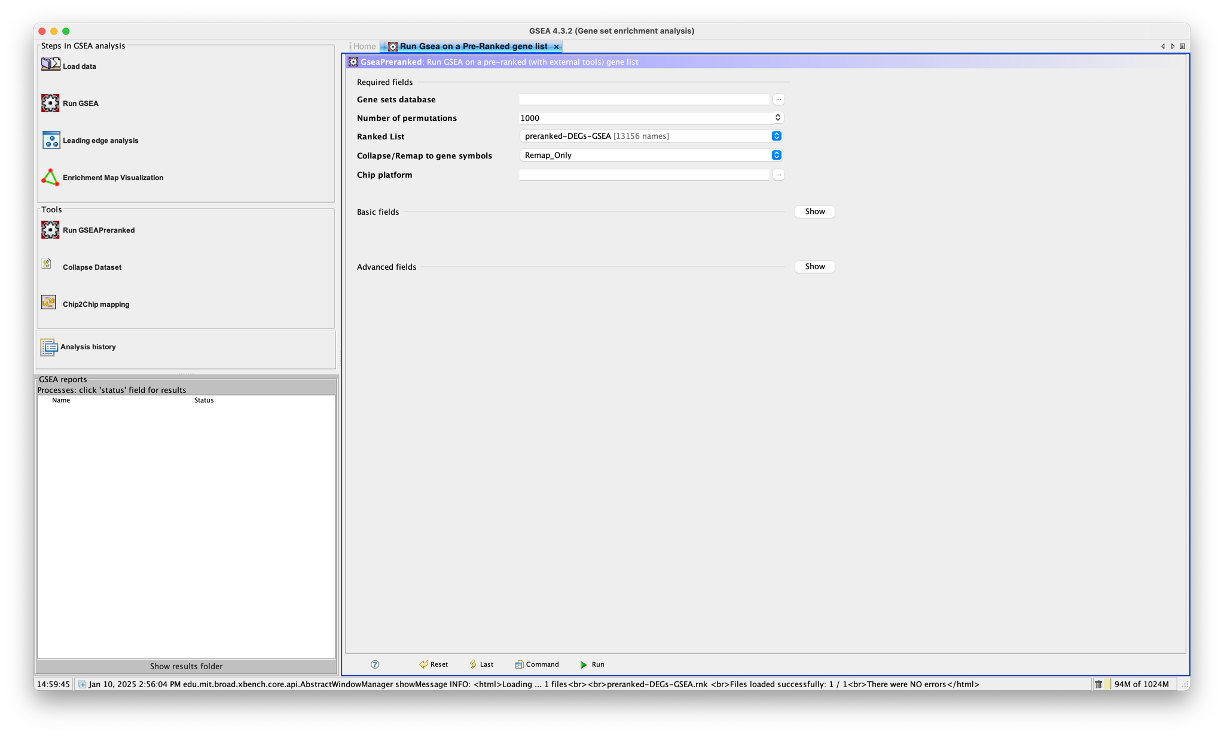 GSEA 4.3.2 (Gene set enrichment analysis)
Steps in GSEA analysis
Load data
Run GSEA
Leading edge analysis
Enrichment Map Visualization
Tools
Run GSEAPreranked
Collapse Dataset
Chip2Chip mapping
Analysis history
GSEA reports
Processes: click 'status' field for results
Name Status
Show results folder
Home Run Gsea on a Pre-Ranked gene list ×
GseaPreranked: Run GSEA on a pre-ranked (with external tools) gene list
Required fields
Gene sets database ...
Number of permutations 1000
Ranked List preranked-DEGs-GSEA [13156 names]
Collapse/Remap to gene symbols Remap_Only
Chip platform ...
Basic fields Show
Advanced fields Show
? Reset Last Command Run
14:59:45 Jan 10, 2025 2:56:04 PM edu.mit.broad.xbench.core.api.AbstractWindowManager showMessage INFO: <html>Loading ... 1 files<br><br>preranked-DEGs-GSEA.rnk <br>Files loaded successfully: 1 / 1<br>There were NO errors</html> 94M of 1024M